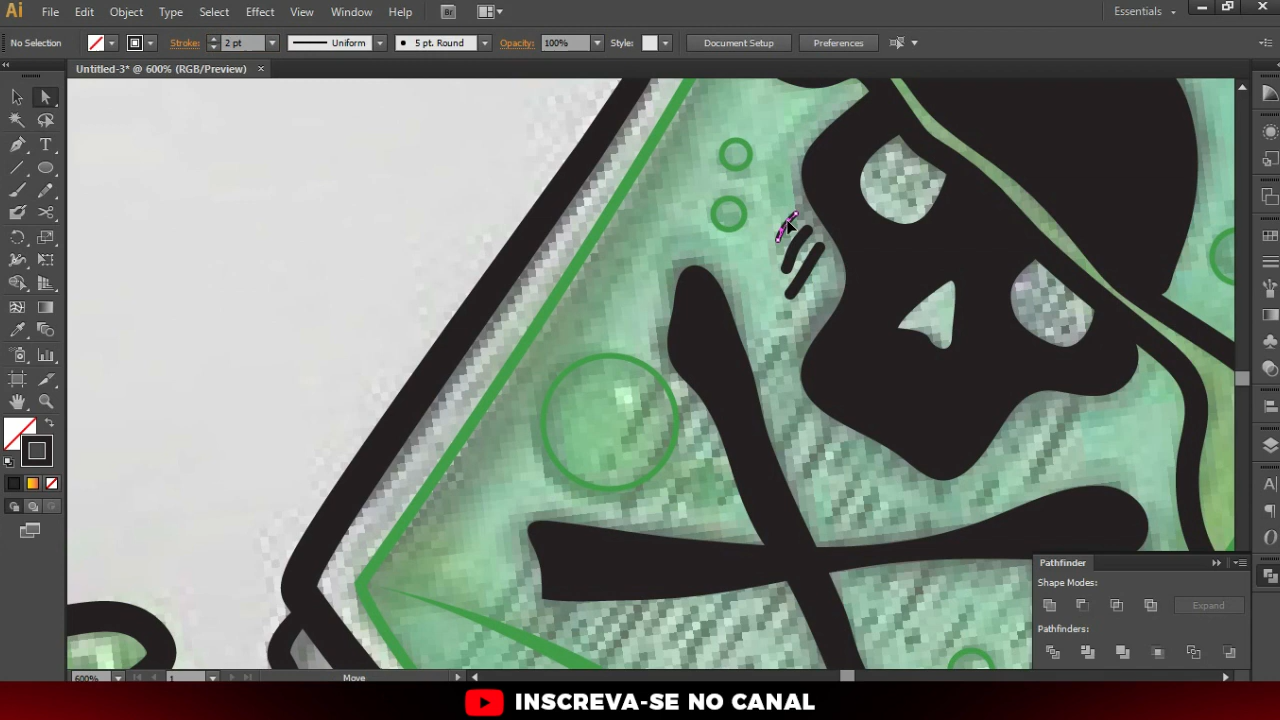 Ai File Edit Object Type Select Effect View Window Help Br Essentials
No Selection Stroke: 2 pt Uniform 5 pt. Round Opacity: 100% Style: Document Setup Preferences
Untitled-3* @ 600% (RGB/Preview) ×
Pathfinder
Shape Modes:
Expand
Pathfinders:
600% 1 Move
INSCREVA-SE NO CANAL